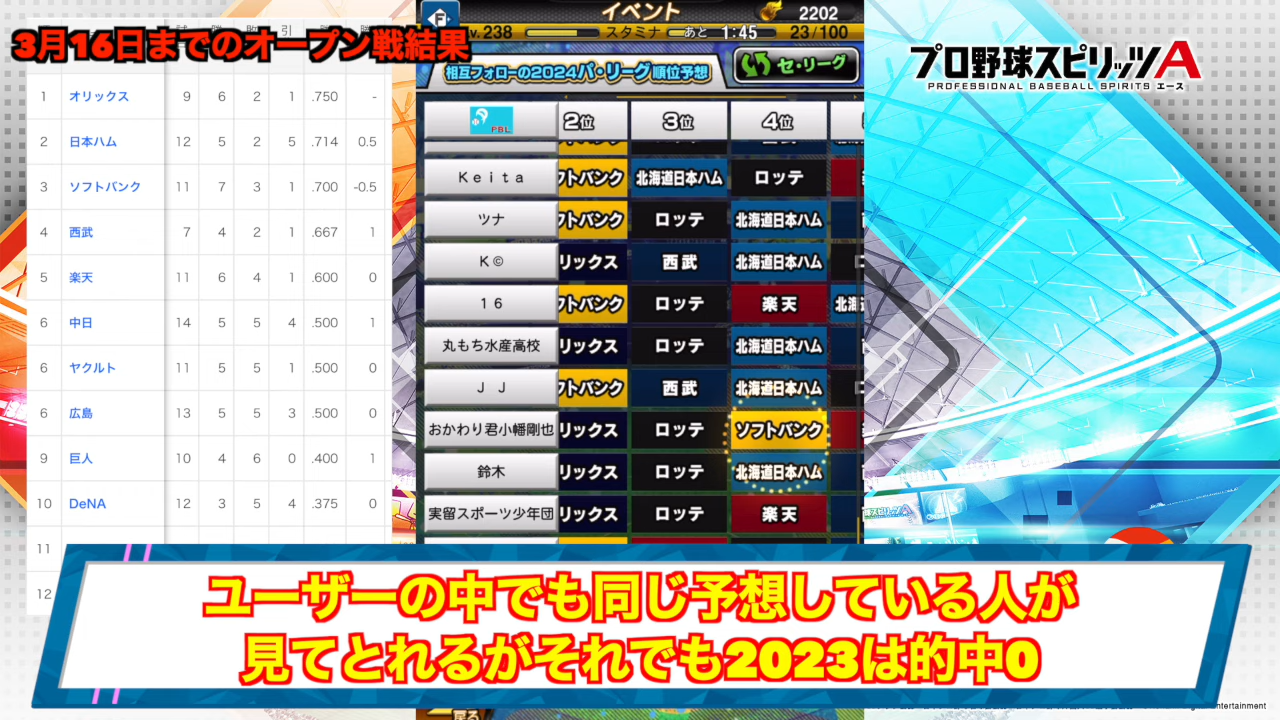 3月16日までのオープン戦結果
1 オリックス 9 6 2 1 .750 -
2 日本ハム 12 5 2 5 .714 0.5
3 ソフトバンク 11 7 3 1 .700 -0.5
4 西武 7 4 2 1 .667 1
5 楽天 11 6 4 1 .600 0
6 中日 14 5 5 4 .500 1
6 ヤクルト 11 5 5 1 .500 0
6 広島 13 5 5 3 .500 0
9 巨人 10 4 6 0 .400 1
10 DeNA 12 3 5 4 .375 0
11
12
F イベント 2202
238 スタミナ あと 1:45 23/100
相互フォローの2024パ・リーグ順位予想 セ・リーグ
PBL 2位 3位 4位
Keita フトバンク 北海道日本ハム ロッテ
ツナ フトバンク ロッテ 北海道日本ハム
K© リックス 西武 北海道日本ハム
16 フトバンク ロッテ 楽天 北海
丸もち水産高校 リックス ロッテ 北海道日本ハム
JJ フトバンク 西武 北海道日本ハム
おかわり君小幡剛也 リックス ロッテ ソフトバンク
鈴木 リックス ロッテ 北海道日本ハム
実留スポーツ少年団 リックス ロッテ 楽天
プロ野球スピリッツA
PROFESSIONAL BASEBALL SPIRITS エース
ユーザーの中でも同じ予想している人が
見てとれるがそれでも2023は的中0
戻る
entertainment